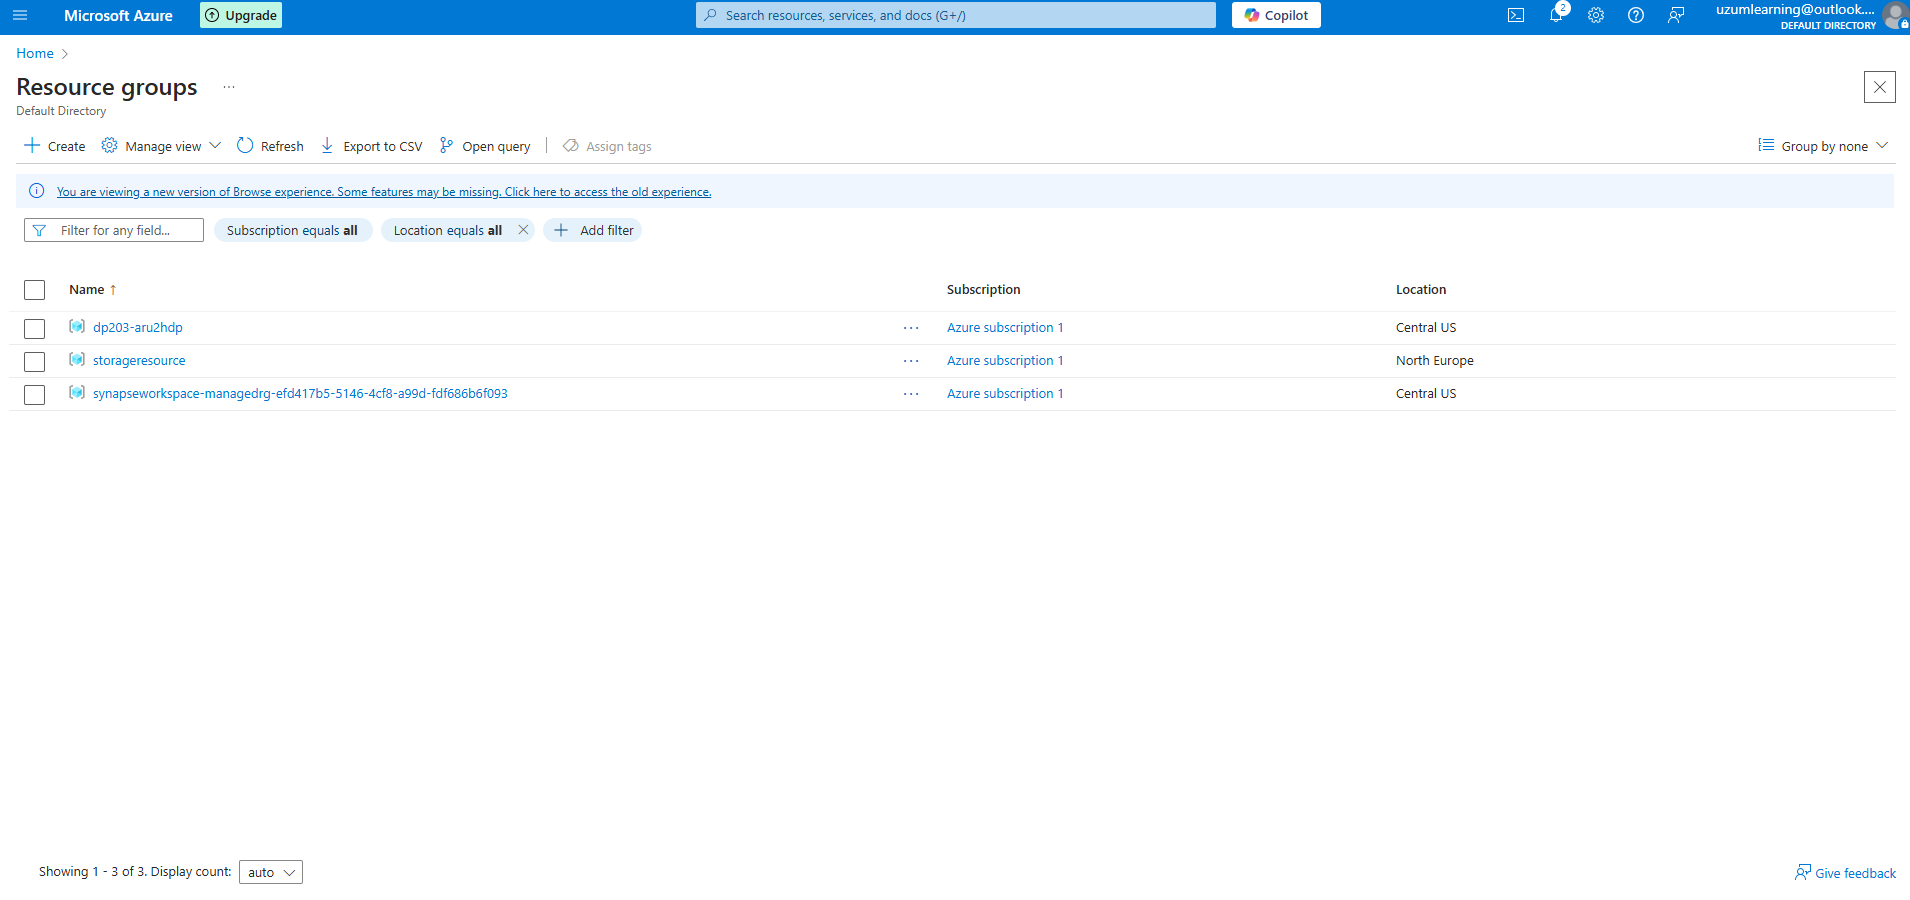 Microsoft Azure
Upgrade
Search resources, services, and docs (G+/)
Copilot
2
uzumlearning@outlook....
DEFAULT DIRECTORY
Home
Resource groups ...
Default Directory
Create Manage view Refresh Export to CSV Open query Assign tags Group by none
You are viewing a new version of Browse experience. Some features may be missing. Click here to access the old experience.
Filter for any field... Subscription equals all Location equals all Add filter
Name ↑ Subscription Location
dp203-aru2hdp ... Azure subscription 1 Central US
storageresource ... Azure subscription 1 North Europe
synapseworkspace-managedrg-efd417b5-5146-4cf8-a99d-fdf686b6f093 ... Azure subscription 1 Central US
Showing 1 - 3 of 3. Display count: auto
Give feedback